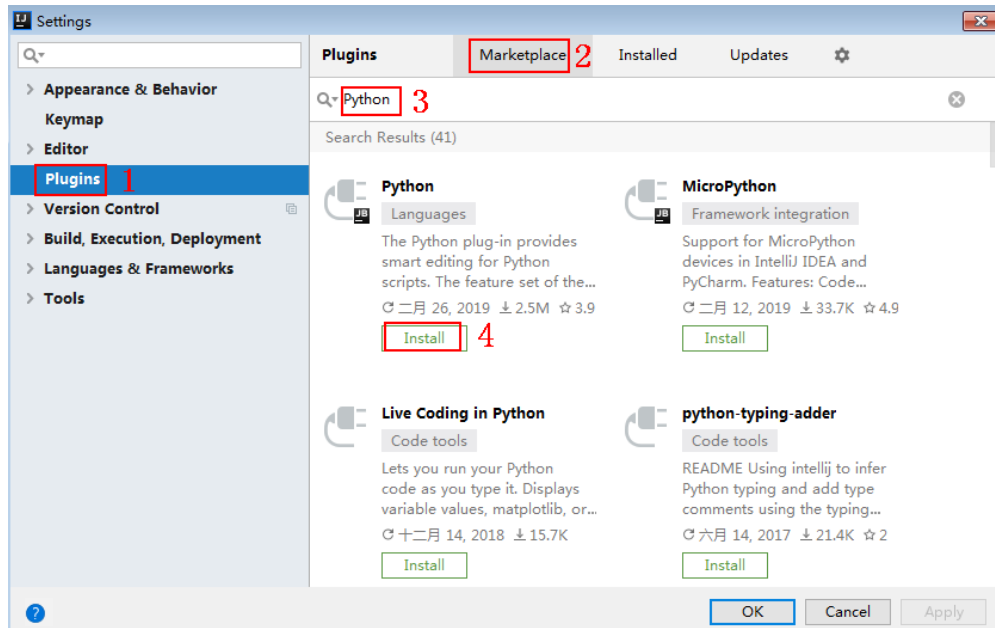 IJ Settings
Plugins Marketplace 2 Installed Updates
Python 3
Search Results (41)
Appearance & Behavior
Keymap
Editor
Plugins 1
Version Control
Build, Execution, Deployment
Languages & Frameworks
Tools
Python
JB Languages
The Python plug-in provides
smart editing for Python
scripts. The feature set of the...
二月 26, 2019 2.5M 3.9
Install 4
MicroPython
JB Framework integration
Support for MicroPython
devices in IntelliJ IDEA and
PyCharm. Features: Code...
二月 12, 2019 33.7K 4.9
Install
Live Coding in Python
Code tools
Lets you run your Python
code as you type it. Displays
variable values, matplotlib, or...
十二月 14, 2018 15.7K
Install
python-typing-adder
Code tools
README Using intellij to infer
Python typing and add type
comments using the typing...
六月 14, 2017 21.4K 2
Install
? OK Cancel Apply